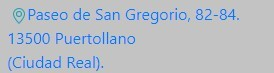 Paseo de San Gregorio, 82-84.
13500 Puertollano
(Ciudad Real).